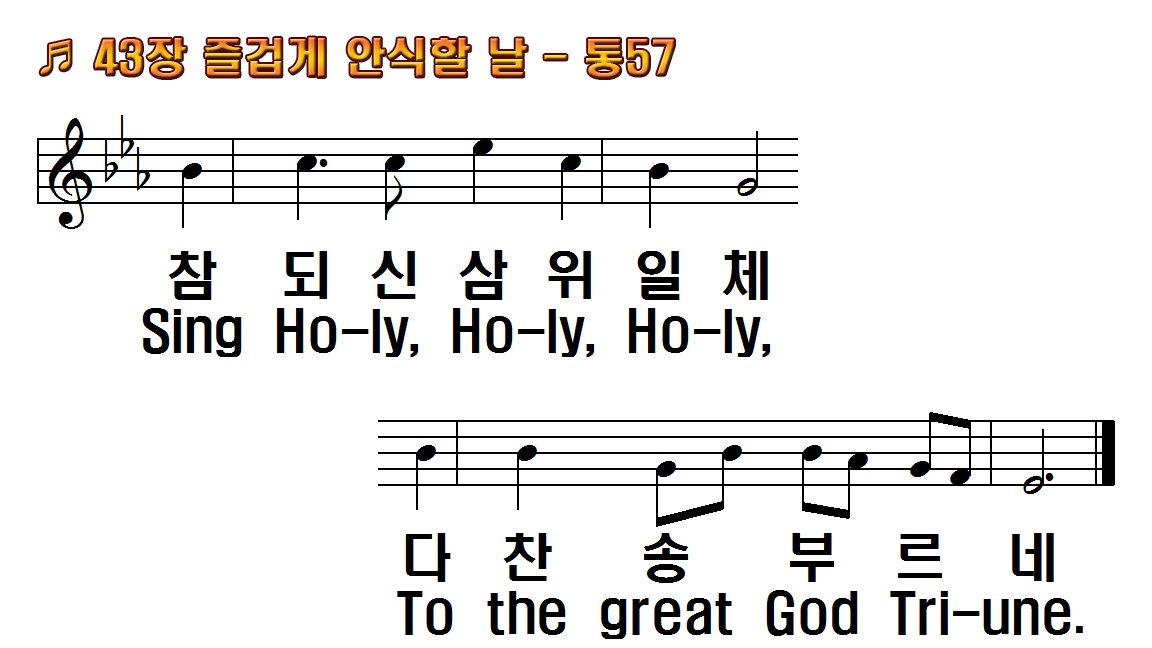 43장 즐겁게 안식할 날 - 통57
참 되 신 삼 위 일 체
Sing Ho-ly, Ho-ly, Ho-ly,
다 찬 송 부 르 네
To the great God Tri-une.